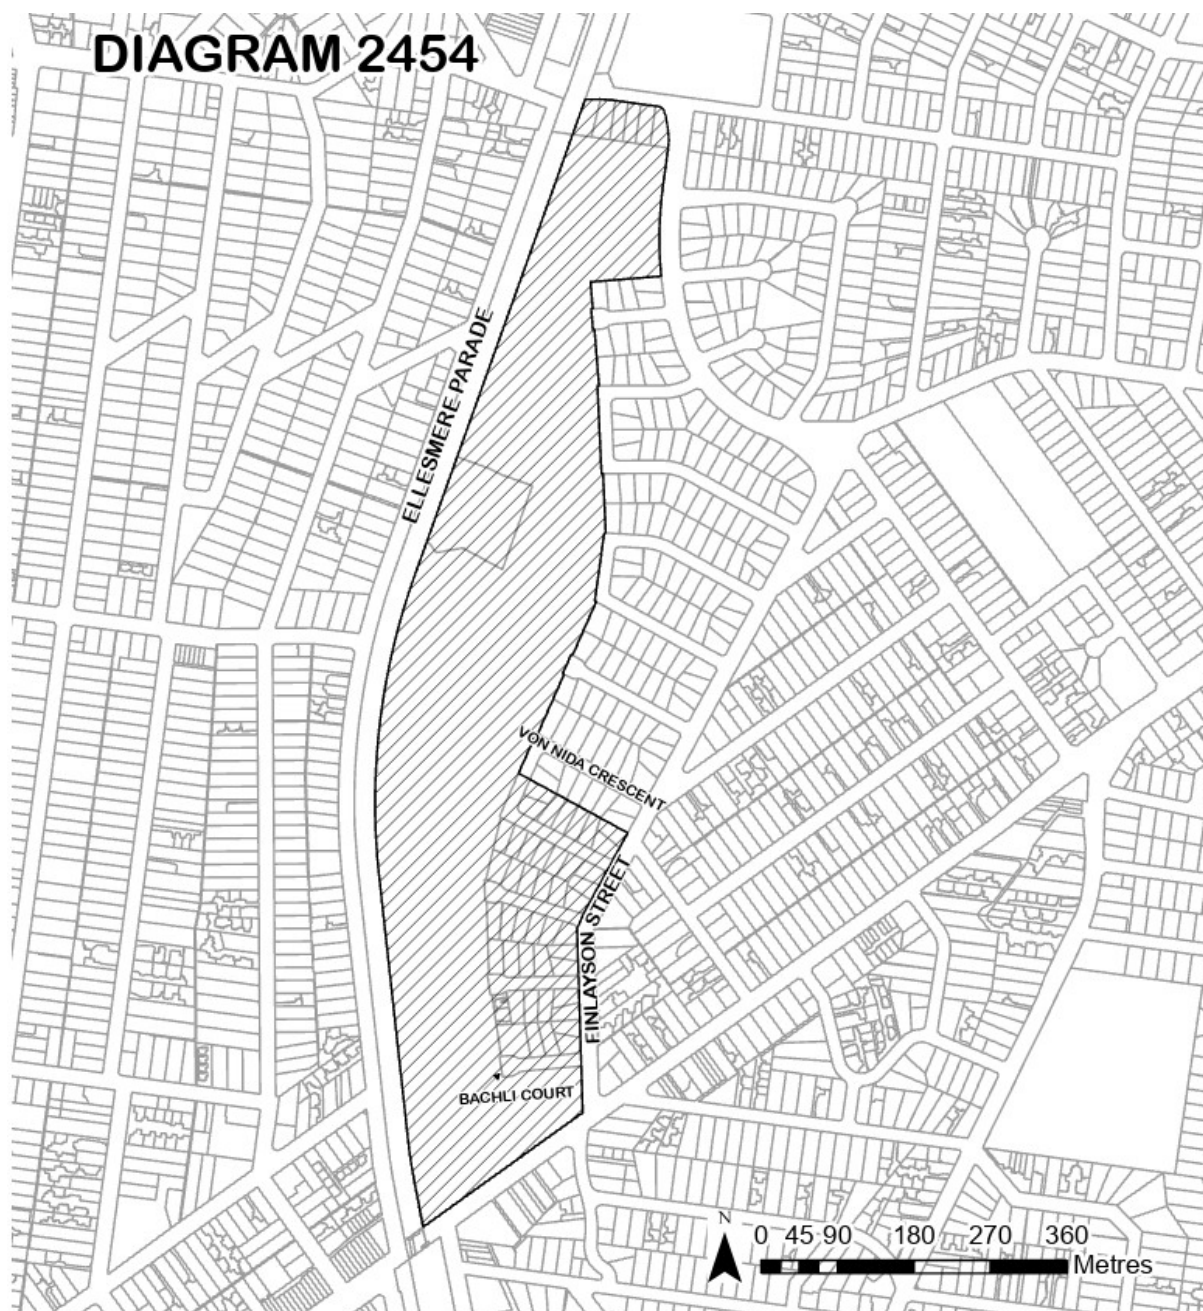 DIAGRAM 2454
ELLESMERE PARADE
VON NIDA CRESCENT
FINLAYSON STREET
BACHLI COURT
N
0 45 90 180 270 360
Metres